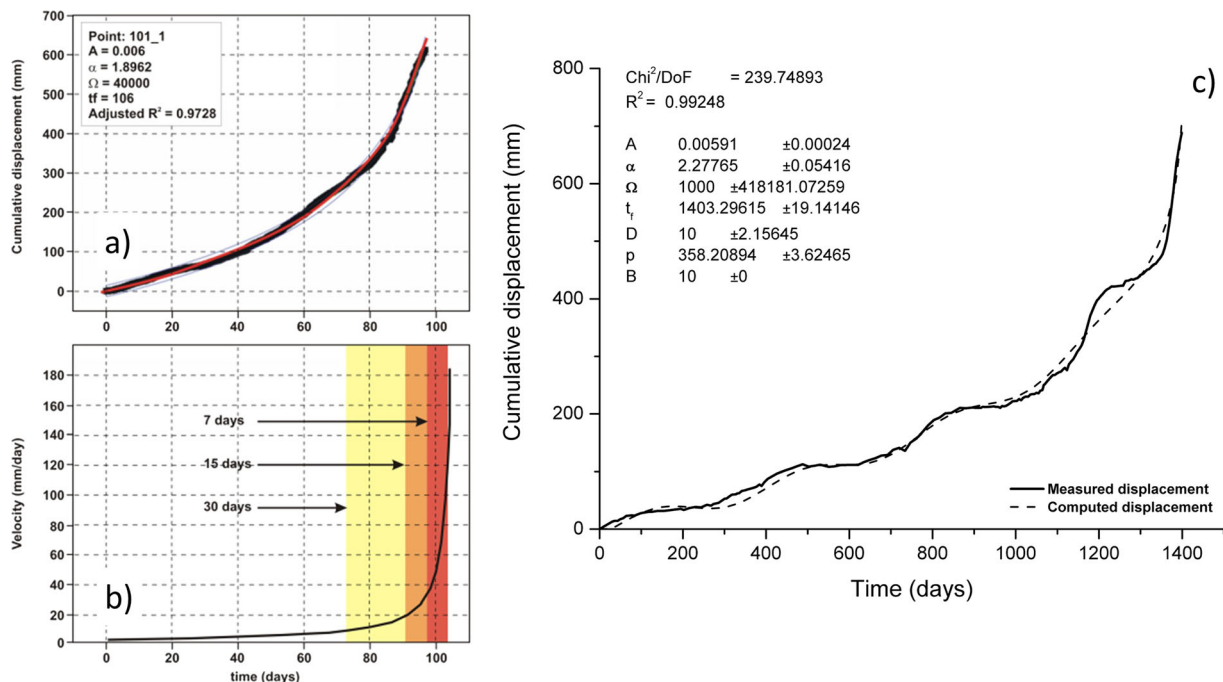 700
600
500
400
300
200
100
0
Cumulative displacement (mm)
Point: 101_1
A = 0.006
α = 1.8962
Ω = 40000
tf = 106
Adjusted R² = 0.9728
a)
0 20 40 60 80 100
180
160
140
120
100
80
60
40
20
0
Velocity (mm/day)
7 days
15 days
30 days
b)
0 20 40 60 80 100
time (days)
800
600
400
200
0
Cumulative displacement (mm)
Chi²/DoF = 239.74893
R² = 0.99248
A 0.00591 ±0.00024
α 2.27765 ±0.05416
Ω 1000 ±418181.07259
tf 1403.29615 ±19.14146
D 10 ±2.15645
p 358.20894 ±3.62465
B 10 ±0
c)
Measured displacement
Computed displacement
0 200 400 600 800 1000 1200 1400
Time (days)